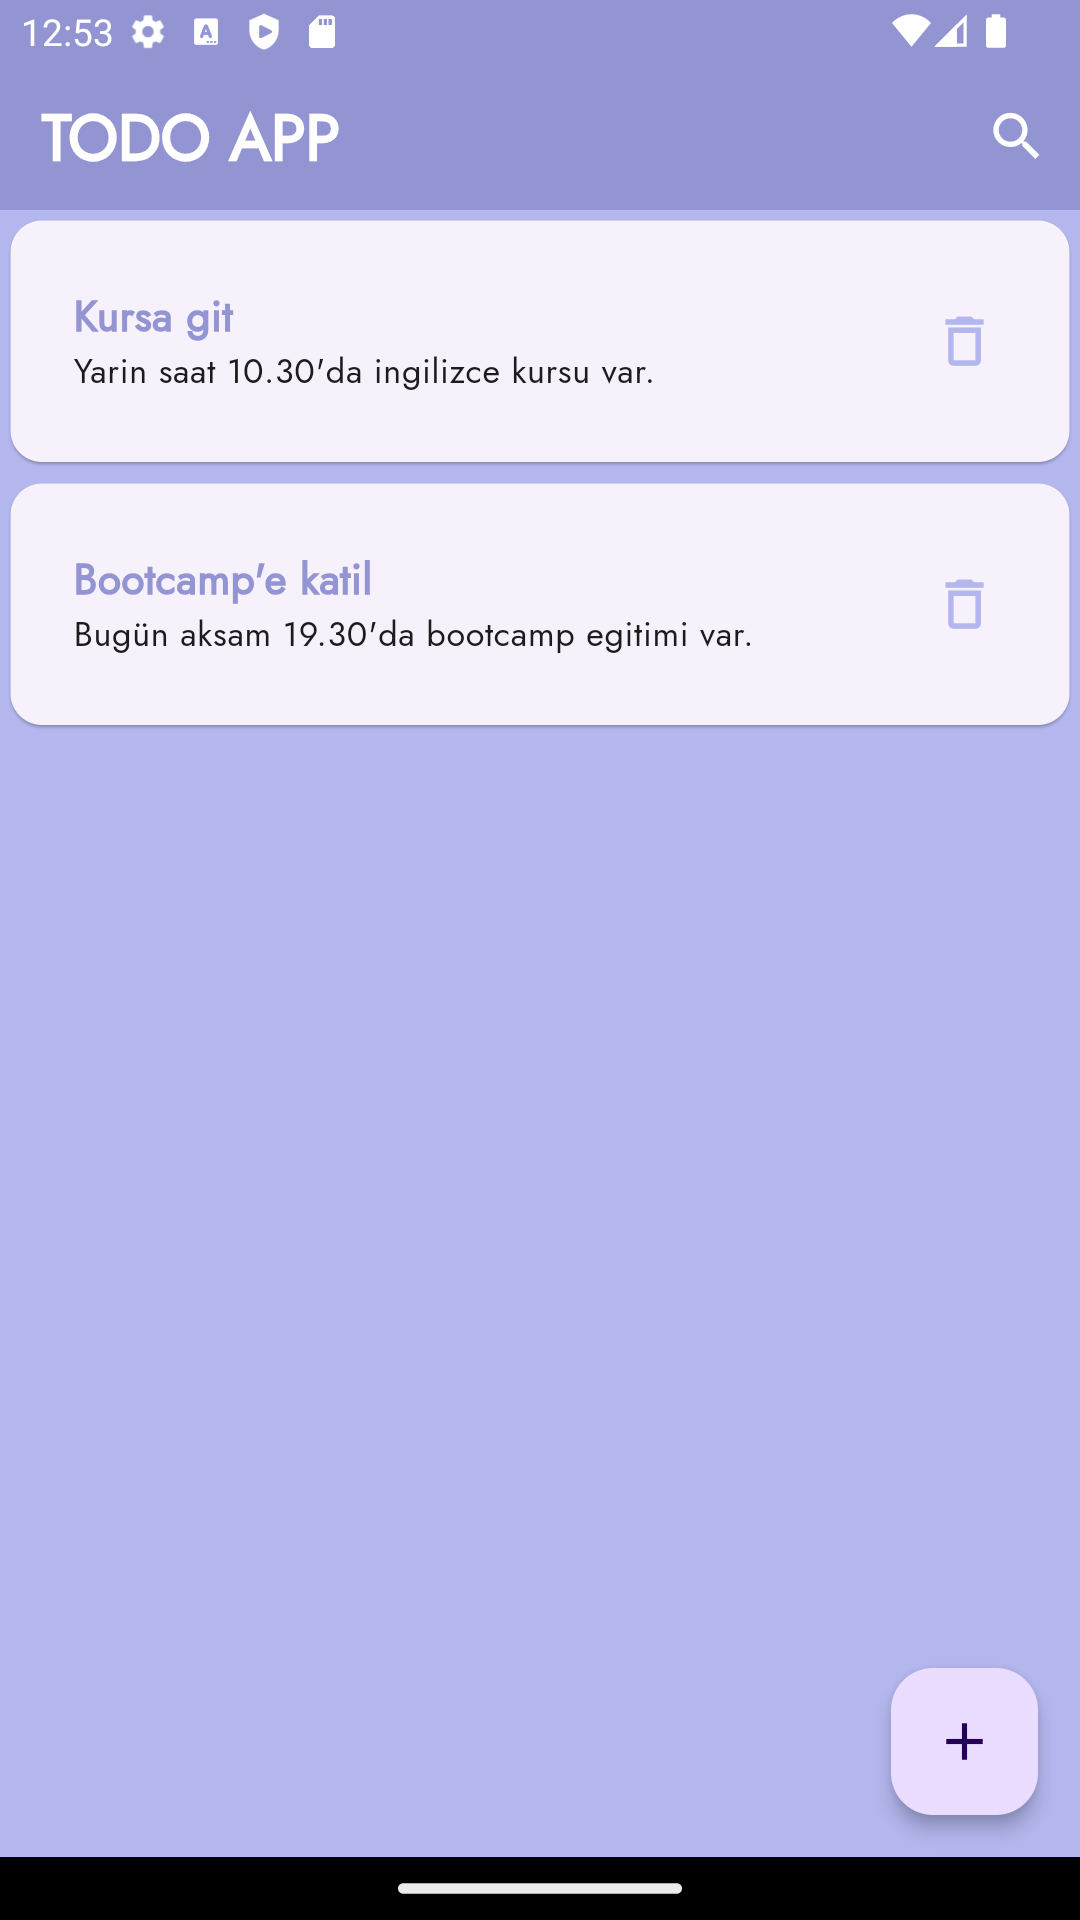 12:53
TODO APP
Kursa git
Yarin saat 10.30'da ingilizce kursu var.
Bootcamp'e katil
Bugün aksam 19.30'da bootcamp egitimi var.